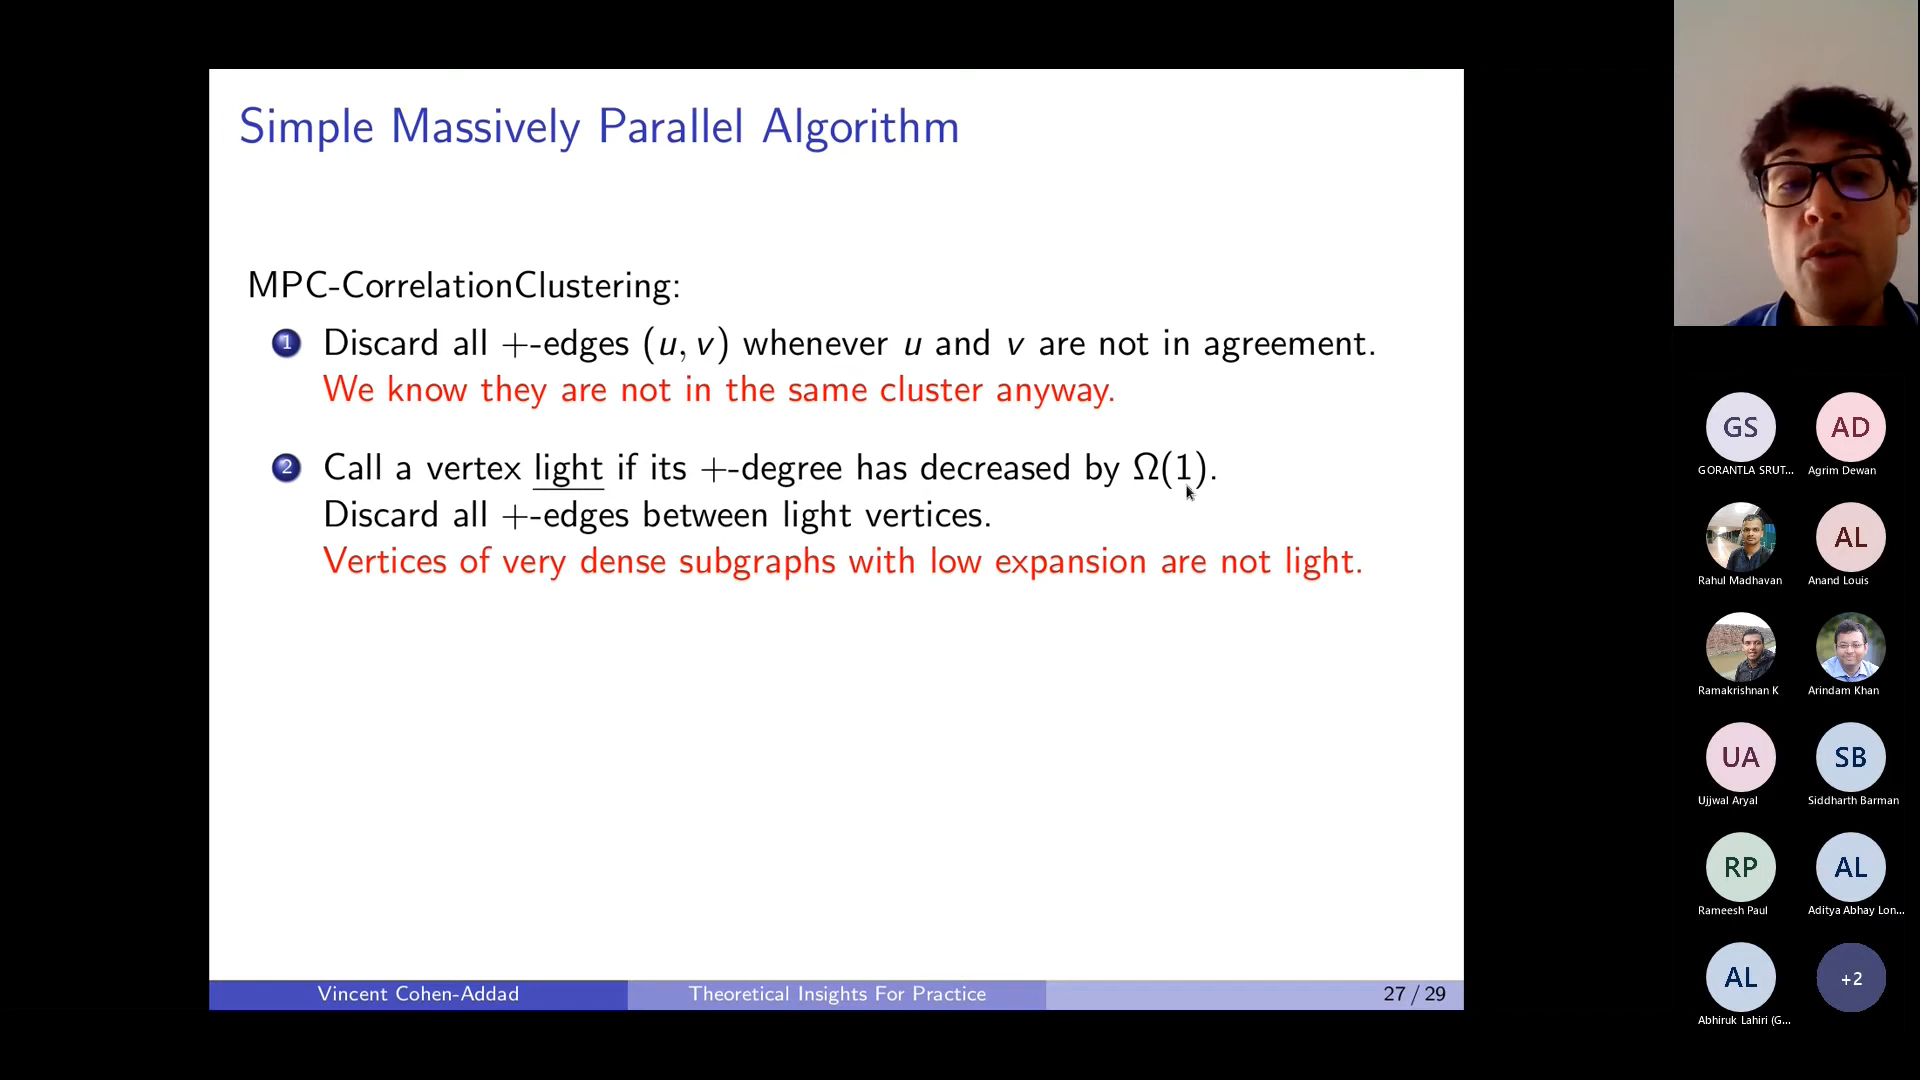 Simple Massively Parallel Algorithm
MPC-CorrelationClustering:
1 Discard all +-edges (u, v) whenever u and v are not in agreement.
We know they are not in the same cluster anyway.
2 Call a vertex light if its +-degree has decreased by Ω(1).
Discard all +-edges between light vertices.
Vertices of very dense subgraphs with low expansion are not light.
Vincent Cohen-Addad
Theoretical Insights For Practice
27 / 29
GS
AD
GORANTLA SRUT...
Agrim Dewan
AL
Rahul Madhavan
Anand Louis
Ramakrishnan K
Arindam Khan
UA
SB
Ujjwal Aryal
Siddharth Barman
RP
AL
Rameesh Paul
Aditya Abhay Lon...
AL
+2
Abhiruk Lahiri (G...